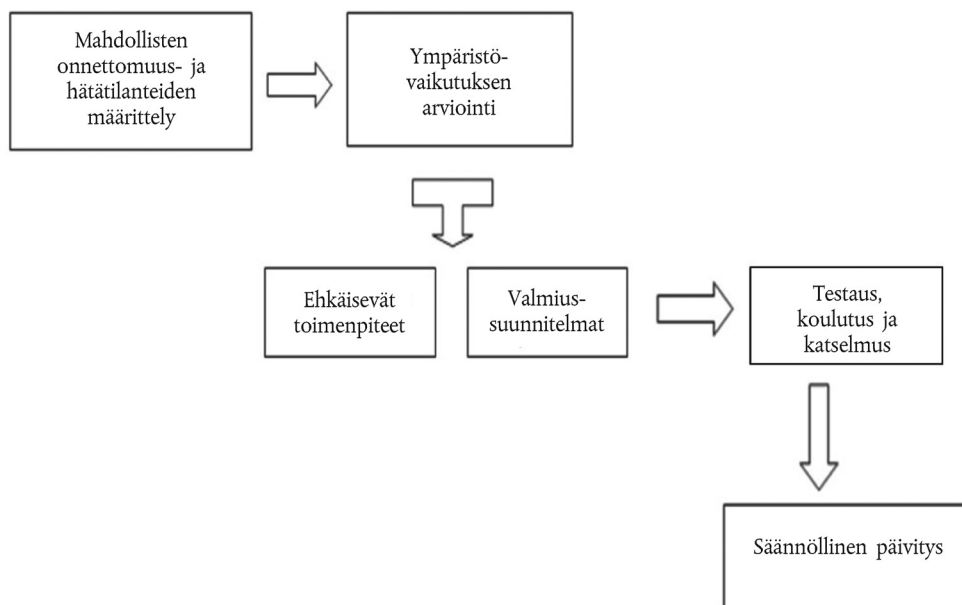 Mahdollisten
onnettomuus- ja
hätätilanteiden
määrittely
Ympäristö-
vaikutuksen
arviointi
Ehkäisevät
toimenpiteet
Valmius-
suunnitelmat
Testaus,
koulutus ja
katselmus
Säännöllinen päivitys